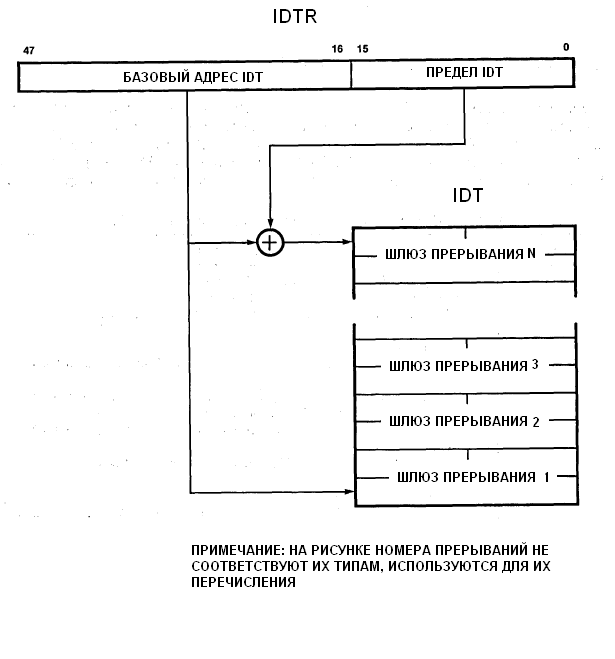 IDTR
47 16 15 0
БАЗОВЫЙ АДРЕС IDT ПРЕДЕЛ IDT
IDT
ШЛЮЗ ПРЕРЫВАНИЯ N
ШЛЮЗ ПРЕРЫВАНИЯ 3
ШЛЮЗ ПРЕРЫВАНИЯ 2
ШЛЮЗ ПРЕРЫВАНИЯ 1
ПРИМЕЧАНИЕ: НА РИСУНКЕ НОМЕРА ПРЕРЫВАНИЙ НЕ
СООТВЕТСТВУЮТ ИХ ТИПАМ, ИСПОЛЬЗУЮТСЯ ДЛЯ ИХ
ПЕРЕЧИСЛЕНИЯ